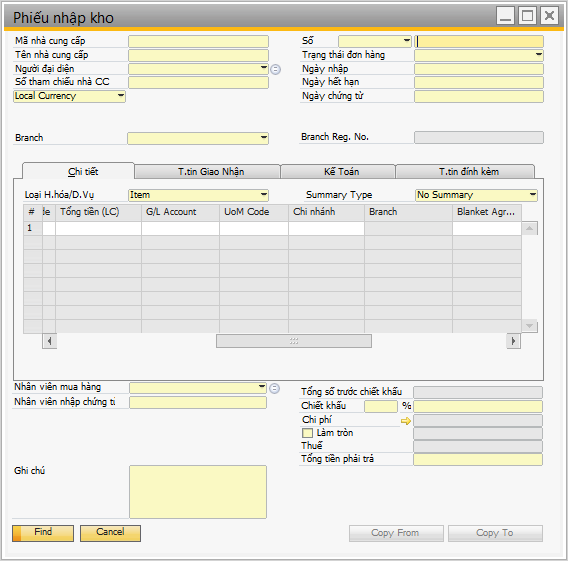 Phiếu nhập kho
Mã nhà cung cấp
Số
Tên nhà cung cấp
Trạng thái đơn hàng
Người đại diện
Ngày nhập
Số tham chiếu nhà CC
Ngày hết hạn
Local Currency
Ngày chứng từ
Branch
Branch Reg. No.
Chi tiết
T.tin Giao Nhận
Kế Toán
T.tin đính kèm
Loại H.hóa/D.Vụ
Item
Summary Type
No Summary
# de Tổng tiền (LC) G/L Account UoM Code Chi nhánh Branch Blanket Agr...
1
Nhân viên mua hàng
Tổng số trước chiết khấu
Nhân viên nhập chứng từ
Chiết khấu %
Chi phí
Làm tròn
Thuế
Tổng tiền phải trả
Ghi chú
Find
Cancel
Copy From
Copy To